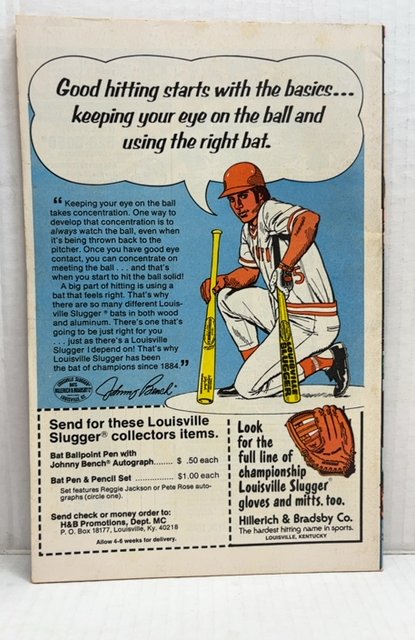 Good hitting starts with the basics...
keeping your eye on the ball and
using the right bat.
“Keeping your eye on the ball
takes concentration. One way to
develop that concentration is to
always watch the ball, even when
it's being thrown back to the
pitcher. Once you have good eye
contact, you can concentrate on
meeting the ball . . . and that's
when you start to hit the ball solid!
A big part of hitting is using a
bat that feels right. That's why
there are so many different Louis-
ville Slugger® bats in both wood
and aluminum. There's one that's
going to be just right for you
. . . just as there's a Louisville
Slugger I depend on! That's why
Louisville Slugger has been
the bat of champions since 1884.”
Johnny Bench
LOUISVILLE SLUGGER
HILLERICH & BRADSBY CO.
5
LOUISVILLE
SLUGGER
Send for these Louisville
Slugger® collectors items.
Bat Ballpoint Pen with
Johnny Bench® Autograph....... $ .50 each
Bat Pen & Pencil Set ............... $1.00 each
Set features Reggie Jackson or Pete Rose auto-
graphs (circle one).
Send check or money order to:
H&B Promotions, Dept. MC
P. O. Box 18177, Louisville, Ky. 40218
Allow 4-6 weeks for delivery.
Look
for the
full line of
championship
Louisville Slugger®
gloves and mitts, too.
Hillerich & Bradsby Co.
The hardest hitting name in sports.
LOUISVILLE, KENTUCKY